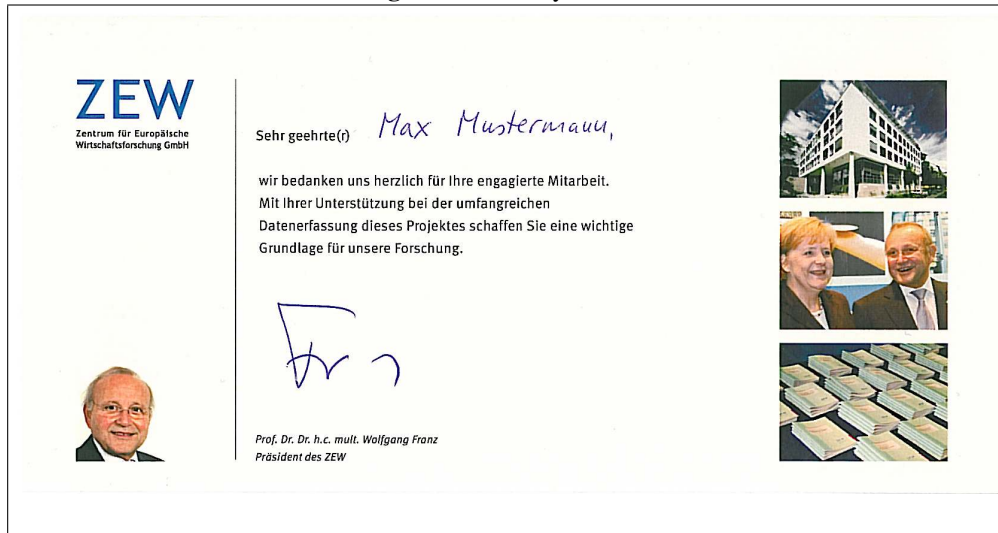 ZEW
Zentrum für Europäische
Wirtschaftsforschung GmbH
Sehr geehrte(r) Max Mustermann,
wir bedanken uns herzlich für Ihre engagierte Mitarbeit.
Mit Ihrer Unterstützung bei der umfangreichen
Datenerfassung dieses Projektes schaffen Sie eine wichtige
Grundlage für unsere Forschung.
Prof. Dr. Dr. h.c. mult. Wolfgang Franz
Präsident des ZEW